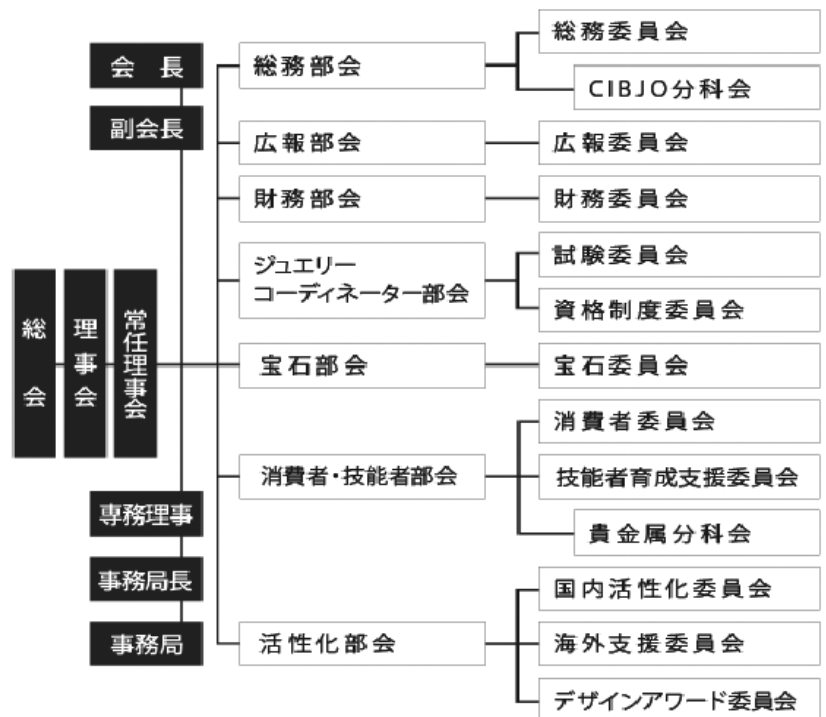 会長
副会長
総会
理事会
常任理事会
専務理事
事務局長
事務局
総務部会
総務委員会
CIBJO分科会
広報部会
広報委員会
財務部会
財務委員会
ジュエリー
コーディネーター部会
試験委員会
資格制度委員会
宝石部会
宝石委員会
消費者・技能者部会
消費者委員会
技能者育成支援委員会
貴金属分科会
活性化部会
国内活性化委員会
海外支援委員会
デザインアワード委員会